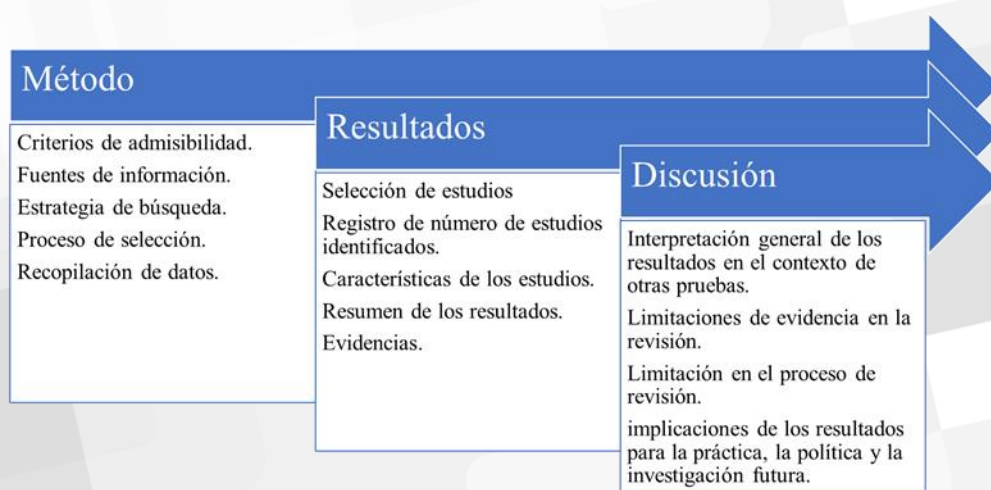 Método
Criterios de admisibilidad.
Fuentes de información.
Estrategia de búsqueda.
Proceso de selección.
Recopilación de datos.
Resultados
Selección de estudios
Registro de número de estudios
identificados.
Características de los estudios.
Resumen de los resultados.
Evidencias.
Discusión
Interpretación general de los
resultados en el contexto de
otras pruebas.
Limitaciones de evidencia en la
revisión.
Limitación en el proceso de
revisión.
implicaciones de los resultados
para la práctica, la política y la
investigación futura.